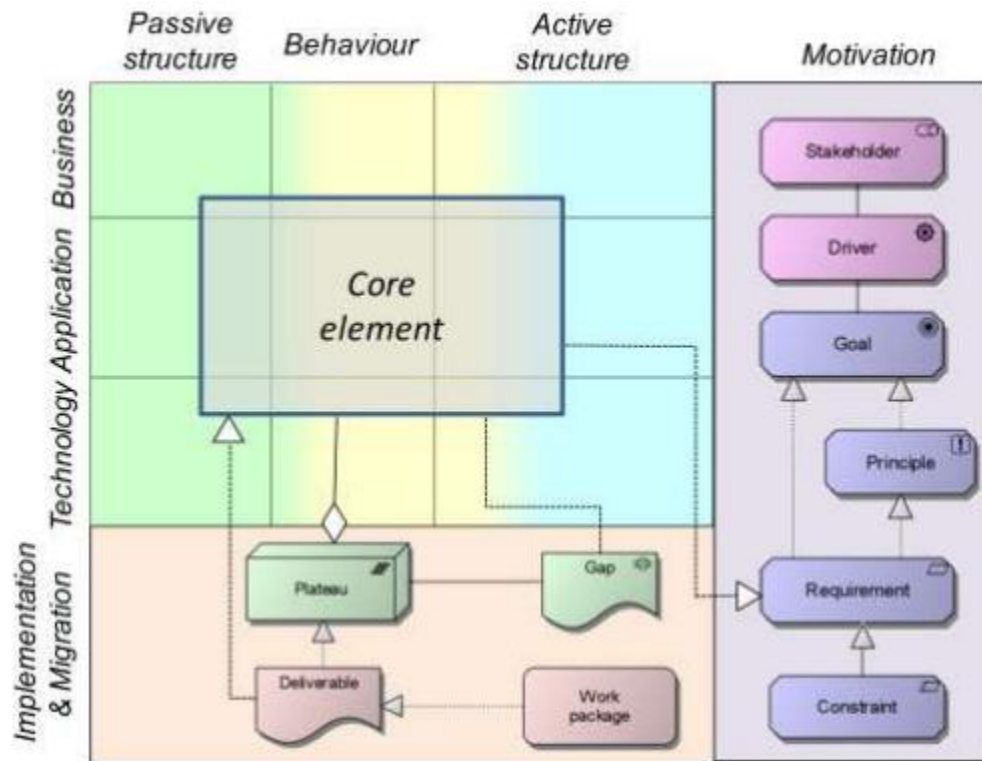 Passive
structure
Behaviour
Active
structure
Motivation
Business
Application
Technology
Implementation
& Migration
Core
element
Stakeholder
Driver
Goal
Principle
Requirement
Constraint
Plateau
Gap
Deliverable
Work
package